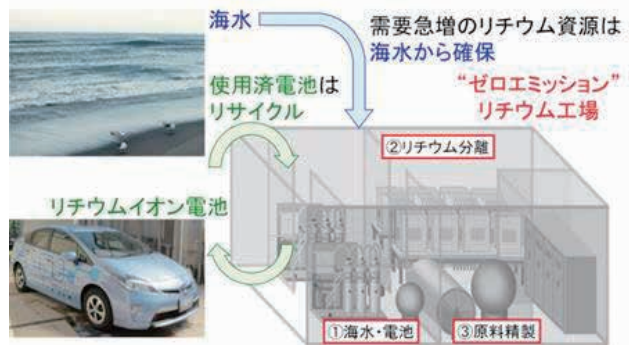 海水
需要急増のリチウム資源は
海水から確保
使用済電池は
リサイクル
“ゼロエミッション”
リチウム工場
②リチウム分離
リチウムイオン電池
①海水・電池
③原料精製